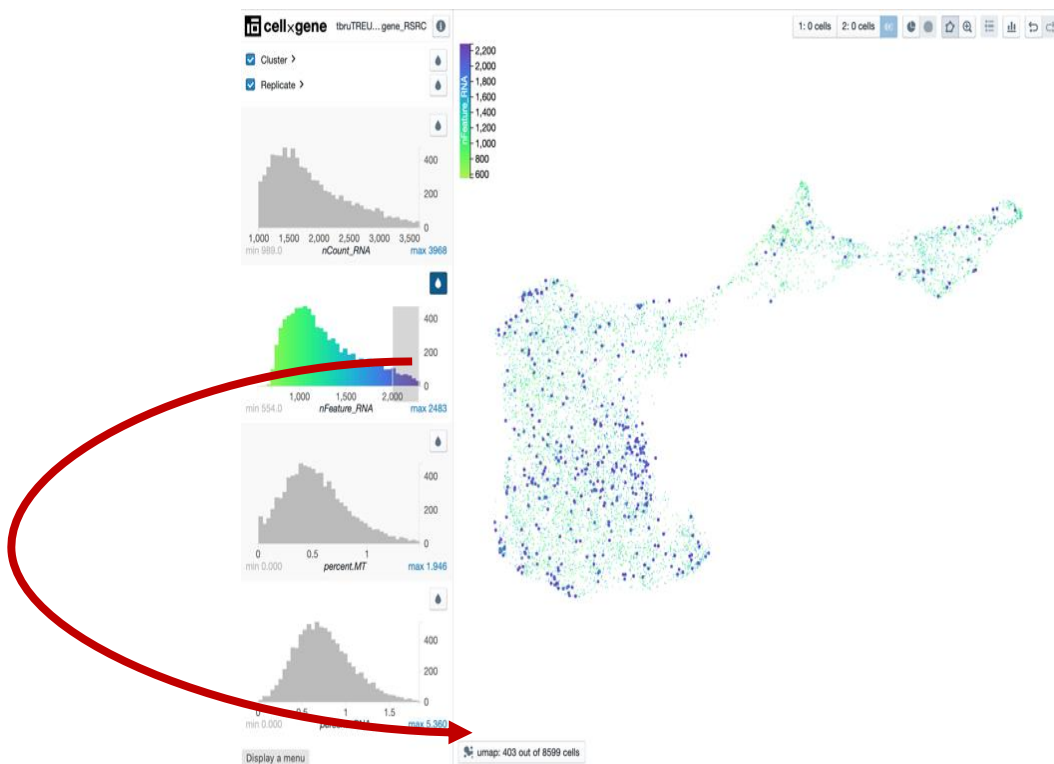 cellxgene tbruTREU...gene_RSRC
1: 0 cells 2: 0 cells
Cluster >
Replicate >
400
200
0
1,000 1,500 2,000 2,500 3,000 3,500
min 989.0 nCount_RNA max 3968
400
200
0
1,000 1,500 2,000
min 554.0 nFeature_RNA max 2483
400
200
0
0 0.5 1
min 0.000 percent.MT max 1.946
400
200
0
0 0.5 1 1.5
min 0.000 max 5.360
Display a menu
2,200
2,000
1,800
1,600
1,400
1,200
1,000
800
600
nFeature_RNA
umap: 403 out of 8599 cells